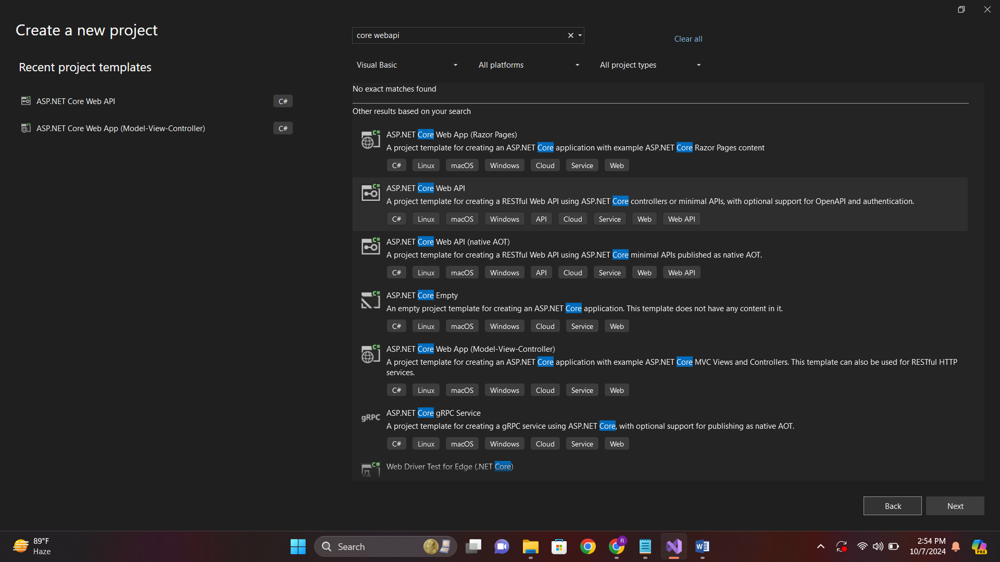 Create a new project
Recent project templates
ASP.NET Core Web API
C#
ASP.NET Core Web App (Model-View-Controller)
C#
core webapi
Clear all
Visual Basic
All platforms
All project types
No exact matches found
Other results based on your search
C#
ASP.NET Core Web App (Razor Pages)
A project template for creating an ASP.NET Core application with example ASP.NET Core Razor Pages content
C# Linux macOS Windows Cloud Service Web
C#
ASP.NET Core Web API
A project template for creating a RESTful Web API using ASP.NET Core controllers or minimal APIs, with optional support for OpenAPI and authentication.
C# Linux macOS Windows API Cloud Service Web Web API
C#
ASP.NET Core Web API (native AOT)
A project template for creating a RESTful Web API using ASP.NET Core minimal APIs published as native AOT.
C# Linux macOS Windows API Cloud Service Web Web API
C#
ASP.NET Core Empty
An empty project template for creating an ASP.NET Core application. This template does not have any content in it.
C# Linux macOS Windows Cloud Service Web
C#
ASP.NET Core Web App (Model-View-Controller)
A project template for creating an ASP.NET Core application with example ASP.NET Core MVC Views and Controllers. This template can also be used for RESTful HTTP
services.
C# Linux macOS Windows Cloud Service Web
gRPC
ASP.NET Core gRPC Service
A project template for creating a gRPC service using ASP.NET Core, with optional support for publishing as native AOT.
C# Linux macOS Windows Cloud Service Web
C#
Web Driver Test for Edge (.NET Core)
Back
Next
89°F
Haze
Search
R
W
2:54 PM
10/7/2024
PRE